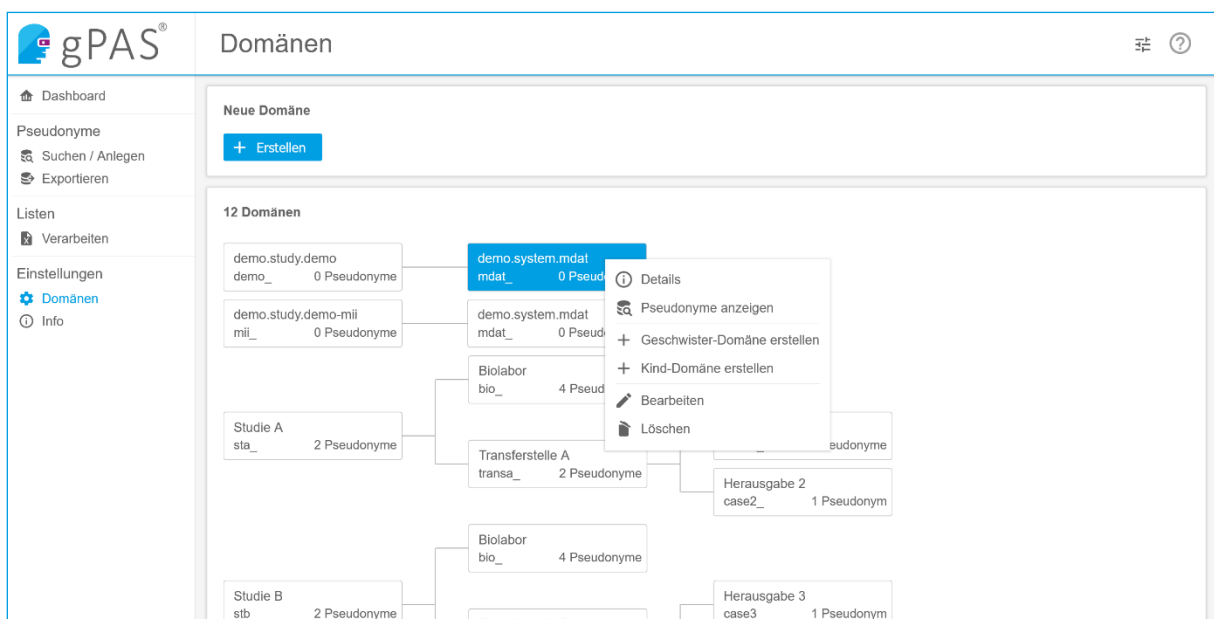 gPAS®
Domänen
Dashboard
Pseudonyme
Suchen / Anlegen
Exportieren
Listen
Verarbeiten
Einstellungen
Domänen
Info
Neue Domäne
+ Erstellen
12 Domänen
demo.study.demo
demo_ 0 Pseudonyme
demo.system.mdat
mdat_ 0 Pseud
demo.study.demo-mii
mii_ 0 Pseudonyme
demo.system.mdat
mdat_ 0 Pseud
Details
Pseudonyme anzeigen
+ Geschwister-Domäne erstellen
+ Kind-Domäne erstellen
Bearbeiten
Löschen
Biolabor
bio_ 4 Pseud
Studie A
sta_ 2 Pseudonyme
Transferstelle A
transa_ 2 Pseudonyme
eudonyme
Herausgabe 2
case2_ 1 Pseudonym
Biolabor
bio_ 4 Pseudonyme
Studie B
stb 2 Pseudonyme
Herausgabe 3
case3 1 Pseudonym